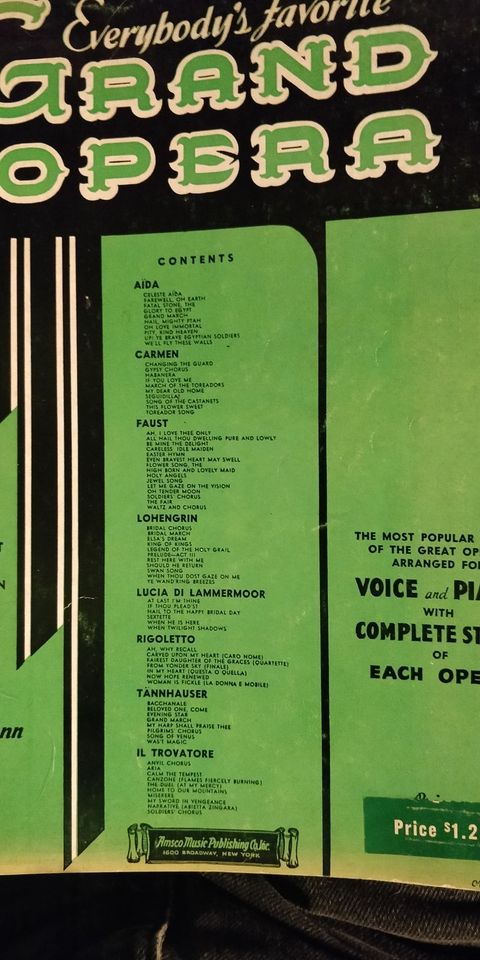 Everybody's Favorite
GRAND
OPERA
CONTENTS
AÏDA
CELESTE AÏDA
FAREWELL, OH EARTH
FATAL STONE, THE
GLORY TO EGYPT
GRAND MARCH
HAIL, MIGHTY PTAH
OH LOVE IMMORTAL
PITY, KIND HEAVEN
UP! YE BRAVE EGYPTIAN SOLDIERS
WE'LL FLY THESE WALLS
CARMEN
CHANGING THE GUARD
GYPSY CHORUS
HABANERA
IF YOU LOVE ME
MARCH OF THE TOREADORS
MY DEAR OLD HOME
SEGUIDILLA
SONG OF THE CASTANETS
THIS FLOWER SWEET
TOREADOR SONG
FAUST
AH, I LOVE THEE ONLY
ALL HAIL THOU DWELLING PURE AND LOWLY
BE MINE THE DELIGHT
CARELESS IDLE MAIDEN
EASTER HYMN
EVEN BRAVEST HEART MAY SWELL
FLOWER SONG, THE
HIGH BORN AND LOVELY MAID
HOLY ANGELS
JEWEL SONG
LET ME GAZE ON THE VISION
OH TENDER MOON
SOLDIERS' CHORUS
THE FAIR
WALTZ AND CHORUS
LOHENGRIN
BRIDAL CHORUS
BRIDAL MARCH
ELSA'S DREAM
KING OF KINGS
LEGEND OF THE HOLY GRAIL
PRELUDE—ACT III
REST HERE WITH ME
SHOULD HE RETURN
SWAN SONG
WHEN THOU DOST GAZE ON ME
YE WAND'RING BREEZES
LUCIA DI LAMMERMOOR
AT LAST I'M THINE
IF THOU PLEAD'ST
HAIL TO THE HAPPY BRIDAL DAY
SEXTETTE
WHEN HE IS HERE
WHEN TWILIGHT SHADOWS
RIGOLETTO
AH, WHY RECALL
CARVED UPON MY HEART (CARO NOME)
FAIREST DAUGHTER OF THE GRACES (QUARTETTE)
FROM YONDER SKY (FINALE)
IN MY HEART (QUESTA O QUELLA)
NOW HOPE RENEWED
WOMAN IS FICKLE (LA DONNA E MOBILE)
TANNHAUSER
BACCHANALE
BELOVED ONE, COME
EVENING STAR
GRAND MARCH
MY HARP SHALL PRAISE THEE
PILGRIMS' CHORUS
SONG OF VENUS
WAS'T MAGIC
IL TROVATORE
ANVIL CHORUS
ARIA
CALM THE TEMPEST
CANZONE (FLAMES FIERCELY BURNING)
THE DUEL (AT MY MERCY)
HOME TO OUR MOUNTAINS
MISERERE
MY SWORD IN VENGEANCE
NARRATIVE (ABIETTA ZINGARA)
SOLDIERS' CHORUS
Amsco Music Publishing Co. Inc.
1600 BROADWAY, NEW YORK
THE MOST POPULAR
OF THE GREAT OP
ARRANGED FO
VOICE and PIA
WITH
COMPLETE ST
OF
EACH OPE
Price $1.2
nn